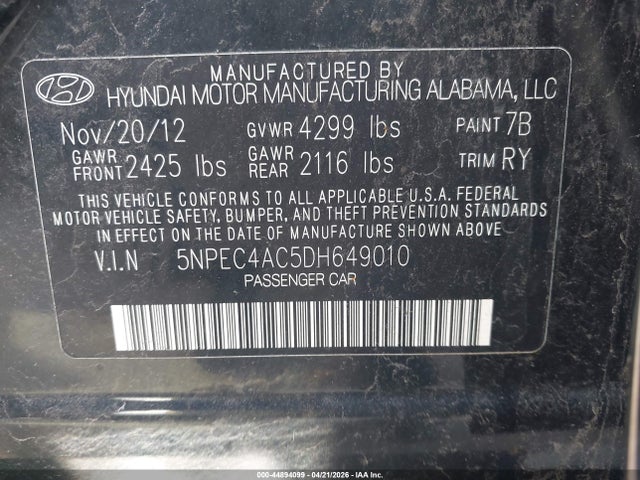 MANUFACTURED BY
HYUNDAI MOTOR MANUFACTURING ALABAMA, LLC
Nov/20/12 GVWR 4299 lbs PAINT 7B
GAWR FRONT 2425 lbs GAWR REAR 2116 lbs TRIM RY
THIS VEHICLE CONFORMS TO ALL APPLICABLE U.S.A. FEDERAL
MOTOR VEHICLE SAFETY, BUMPER, AND THEFT PREVENTION STANDARDS
IN EFFECT ON THE DATE OF MANUFACTURE SHOWN ABOVE.
V.I.N 5NPEC4AC5DH649010
PASSENGER CAR
000-44894099 - 04/21/2026 - IAA Inc.